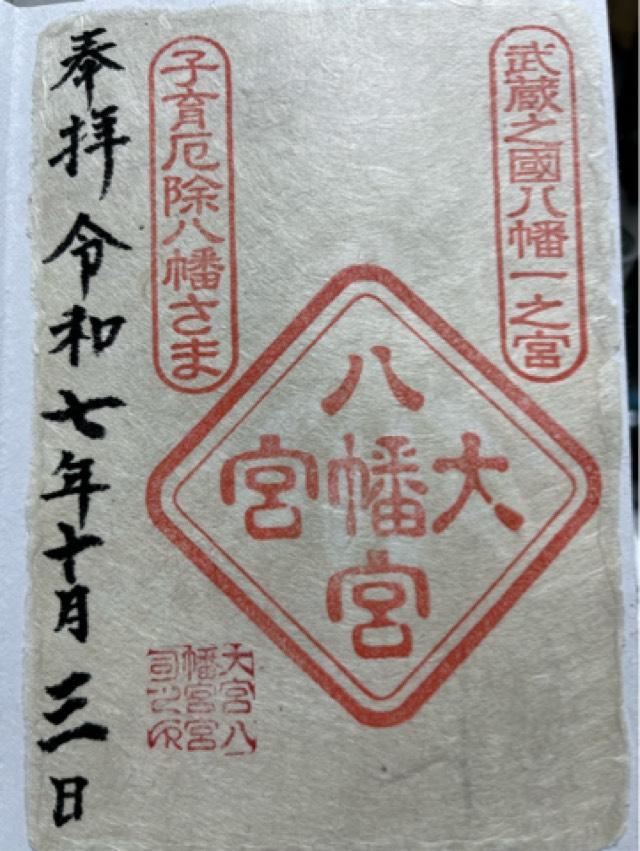 武蔵之國八幡一之宮
大宮
八幡宮
子育厄除八幡さま
大宮八
幡宮宮
司之印
奉拝 令和七年十月三日